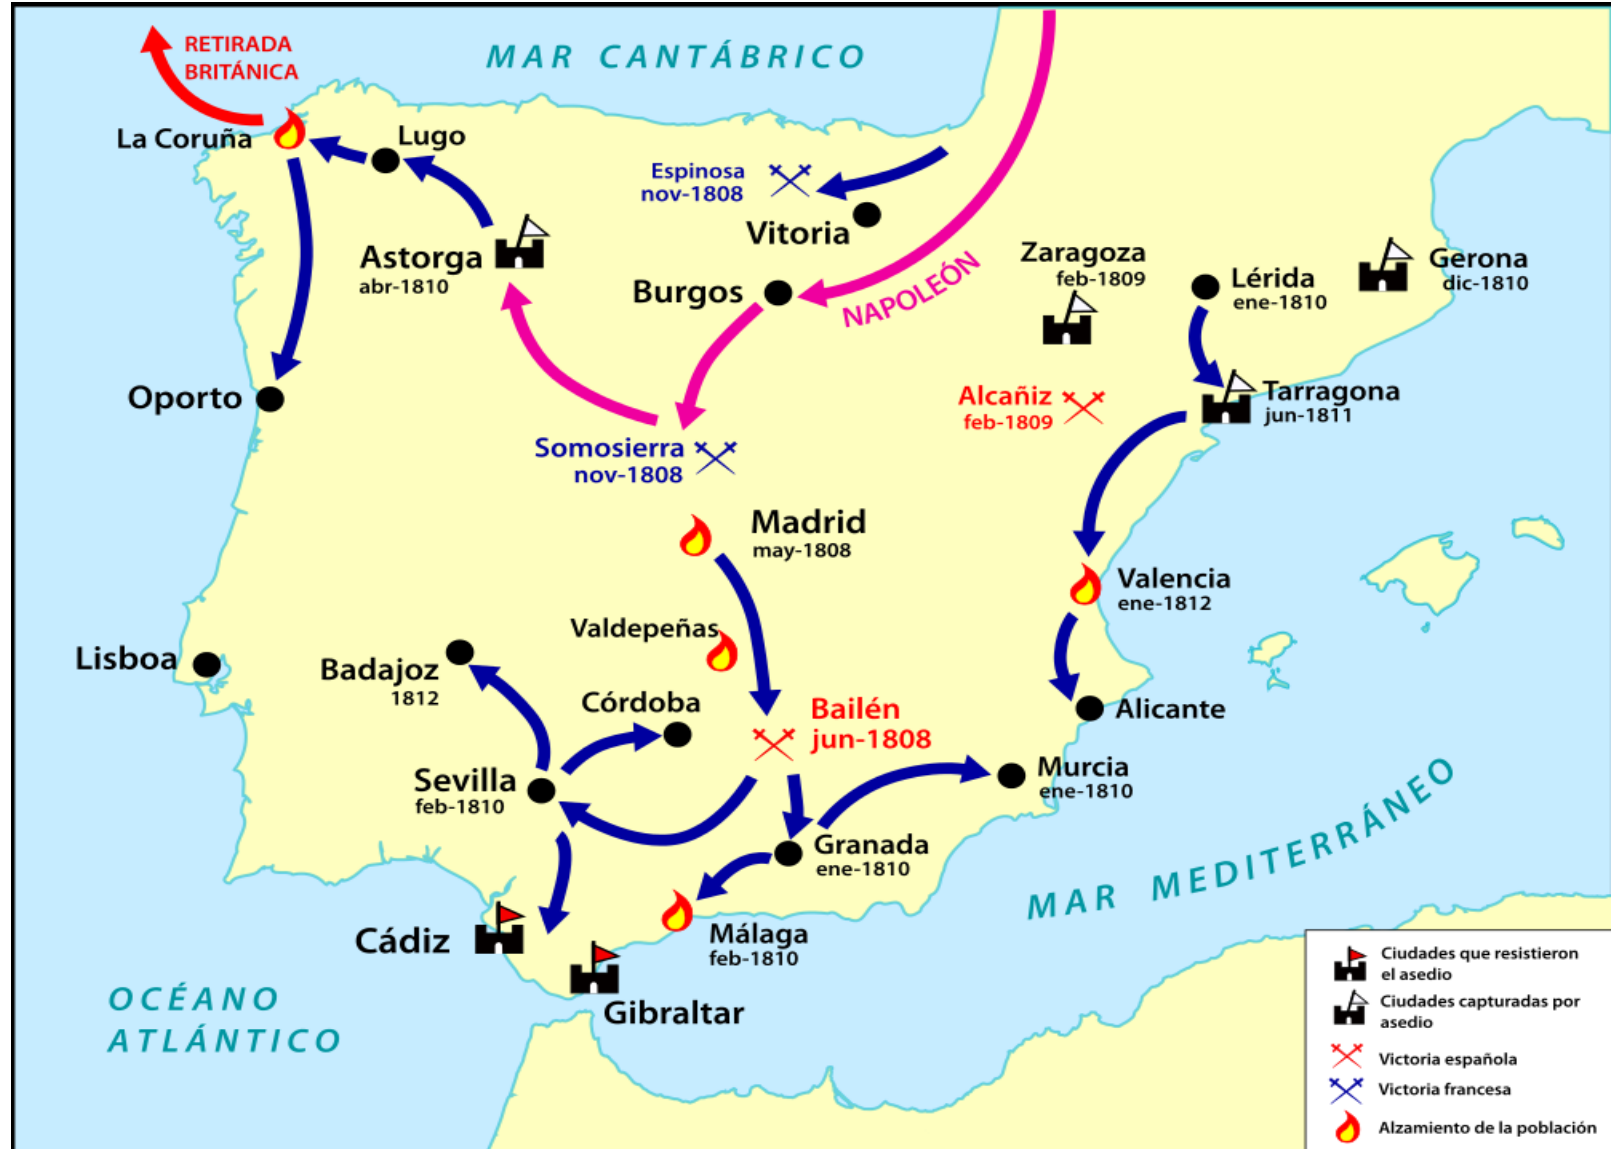 RETIRADA
BRITÁNICA
MAR CANTÁBRICO
La Coruña
Lugo
Espinosa
nov-1808
Vitoria
Astorga
abr-1810
Burgos
NAPOLEÓN
Zaragoza
feb-1809
Lérida
ene-1810
Gerona
dic-1810
Oporto
Alcañiz
feb-1809
Tarragona
jun-1811
Somosierra
nov-1808
Madrid
may-1808
Valencia
ene-1812
Valdepeñas
Lisboa
Badajoz
1812
Córdoba
Bailén
jun-1808
Alicante
Sevilla
feb-1810
Murcia
ene-1810
Granada
ene-1810
MAR MEDITERRÁNEO
Cádiz
Málaga
feb-1810
Gibraltar
OCÉANO
ATLÁNTICO
Ciudades que resistieron
el asedio
Ciudades capturadas por
asedio
Victoria española
Victoria francesa
Alzamiento de la población